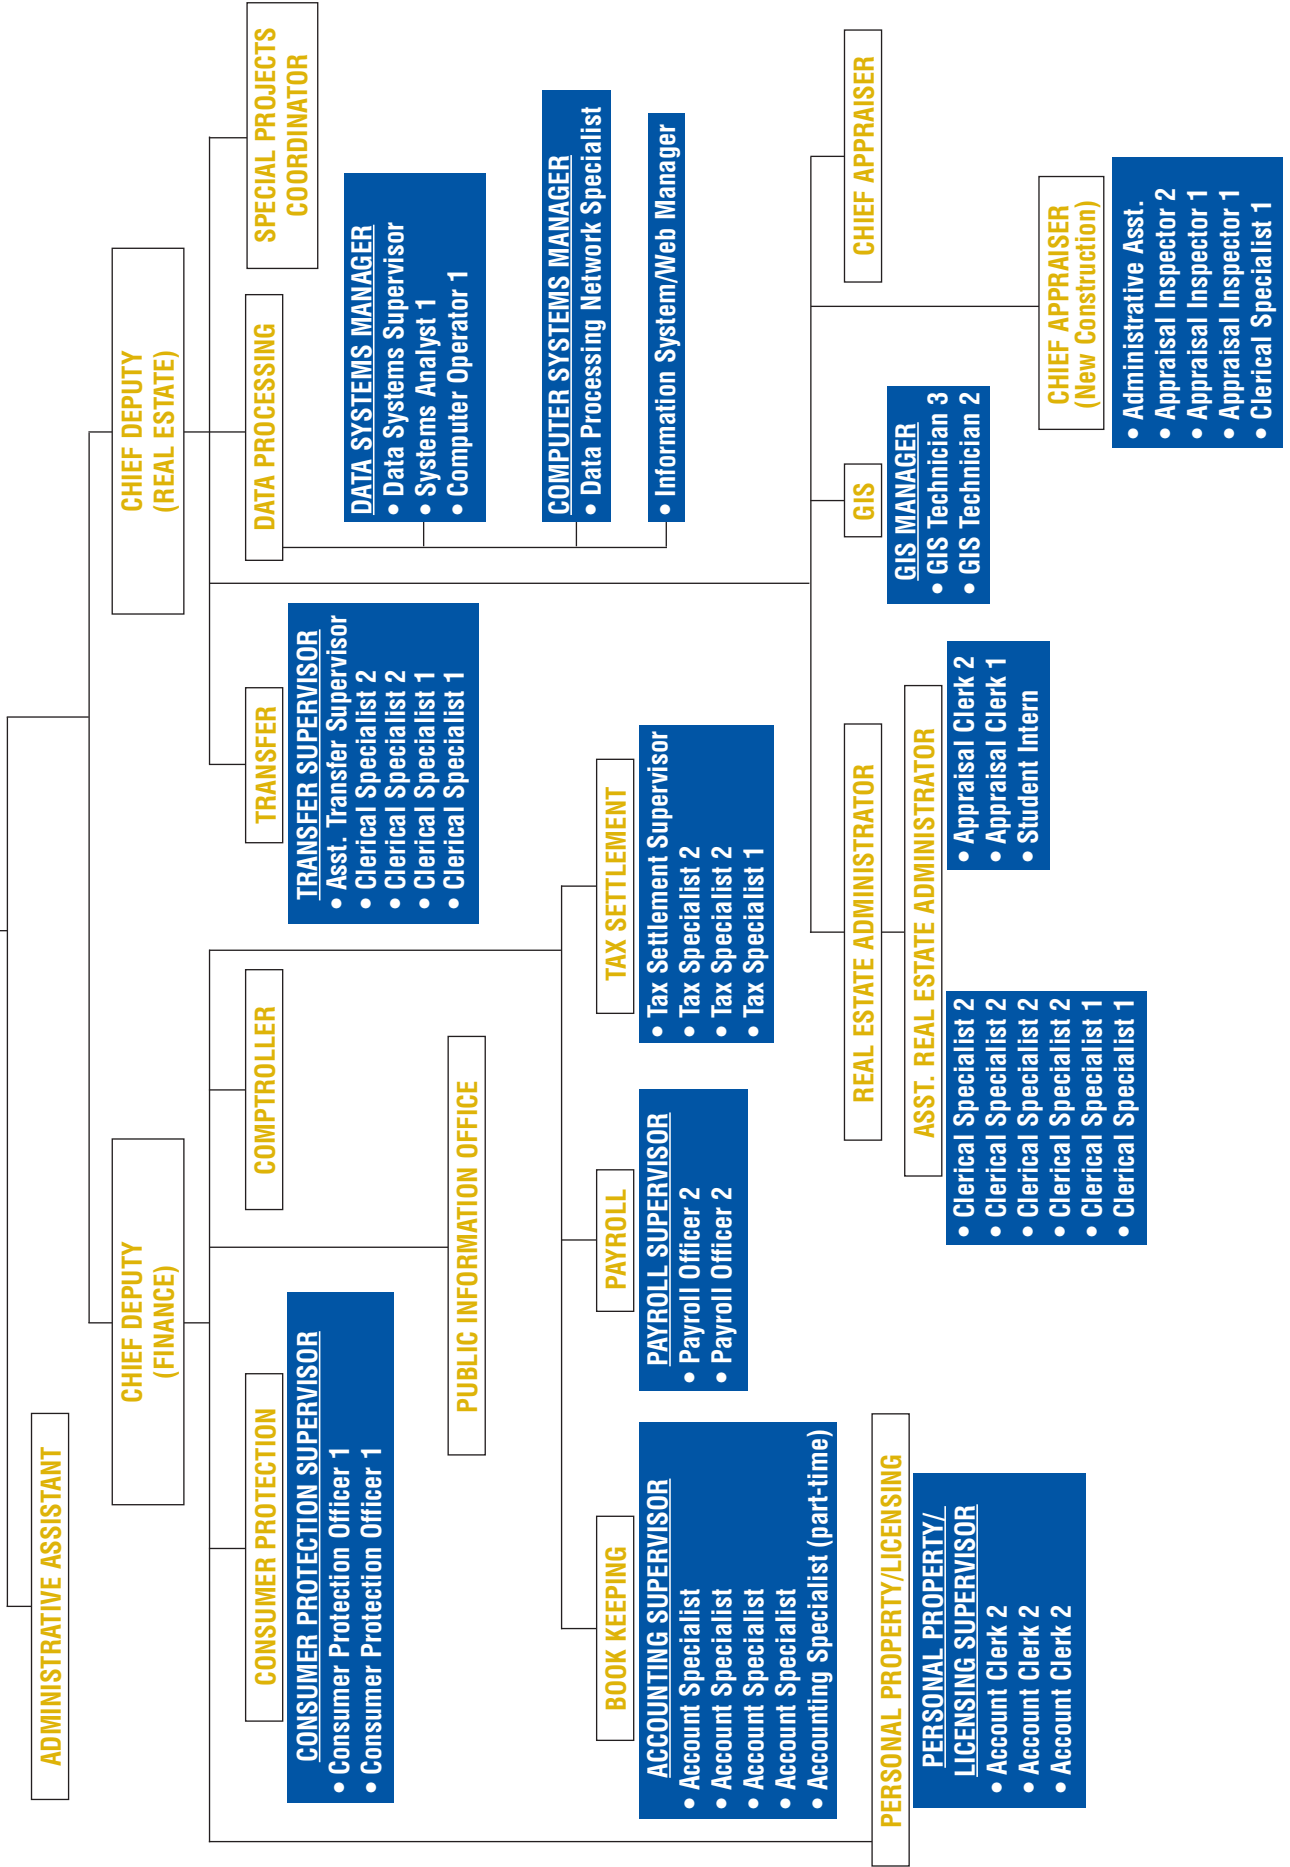 ADMINISTRATIVE ASSISTANT
CHIEF DEPUTY
(FINANCE)
CHIEF DEPUTY
(REAL ESTATE)
CONSUMER PROTECTION
CONSUMER PROTECTION SUPERVISOR
• Consumer Protection Officer 1
• Consumer Protection Officer 1
COMPTROLLER
PUBLIC INFORMATION OFFICE
TRANSFER
TRANSFER SUPERVISOR
• Asst. Transfer Supervisor
• Clerical Specialist 2
• Clerical Specialist 2
• Clerical Specialist 1
• Clerical Specialist 1
DATA PROCESSING
DATA SYSTEMS MANAGER
• Data Systems Supervisor
• Systems Analyst 1
• Computer Operator 1
COMPUTER SYSTEMS MANAGER
• Data Processing Network Specialist
• Information System/Web Manager
SPECIAL PROJECTS
COORDINATOR
BOOK KEEPING
ACCOUNTING SUPERVISOR
• Account Specialist
• Account Specialist
• Account Specialist
• Account Specialist
• Accounting Specialist (part-time)
PAYROLL
PAYROLL SUPERVISOR
• Payroll Officer 2
• Payroll Officer 2
TAX SETTLEMENT
• Tax Settlement Supervisor
• Tax Specialist 2
• Tax Specialist 2
• Tax Specialist 1
PERSONAL PROPERTY/LICENSING
PERSONAL PROPERTY/
LICENSING SUPERVISOR
• Account Clerk 2
• Account Clerk 2
• Account Clerk 2
REAL ESTATE ADMINISTRATOR
ASST. REAL ESTATE ADMINISTRATOR
• Clerical Specialist 2
• Clerical Specialist 2
• Clerical Specialist 2
• Clerical Specialist 2
• Clerical Specialist 1
• Clerical Specialist 1
• Appraisal Clerk 2
• Appraisal Clerk 1
• Student Intern
GIS
GIS MANAGER
• GIS Technician 3
• GIS Technician 2
CHIEF APPRAISER
CHIEF APPRAISER
(New Construction)
• Administrative Asst.
• Appraisal Inspector 2
• Appraisal Inspector 1
• Appraisal Inspector 1
• Clerical Specialist 1